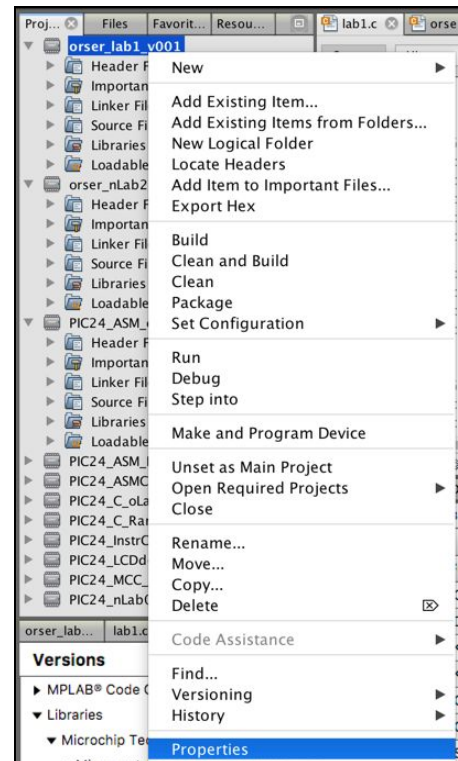 Proj... Files Favorit... Resou... lab1.c orse
orser_lab1_v001
Header F
Importan
Linker Fil
Source Fi
Libraries
Loadable
orser_nLab2
Header F
Importan
Linker Fil
Source Fi
Libraries
Loadable
PIC24_ASM_
Header F
Importan
Linker Fil
Source Fi
Libraries
Loadable
PIC24_ASM_
PIC24_ASMC
PIC24_C_oLa
PIC24_C_Ra
PIC24_InstrC
PIC24_LCDd
PIC24_MCC_
PIC24_nLab0
orser_lab... lab1.c
Versions
MPLAB® Code C
Libraries
Microchip Te
New
Add Existing Item...
Add Existing Items from Folders...
New Logical Folder
Locate Headers
Add Item to Important Files...
Export Hex
Build
Clean and Build
Clean
Package
Set Configuration
Run
Debug
Step into
Make and Program Device
Unset as Main Project
Open Required Projects
Close
Rename...
Move...
Copy...
Delete
Code Assistance
Find...
Versioning
History
Properties